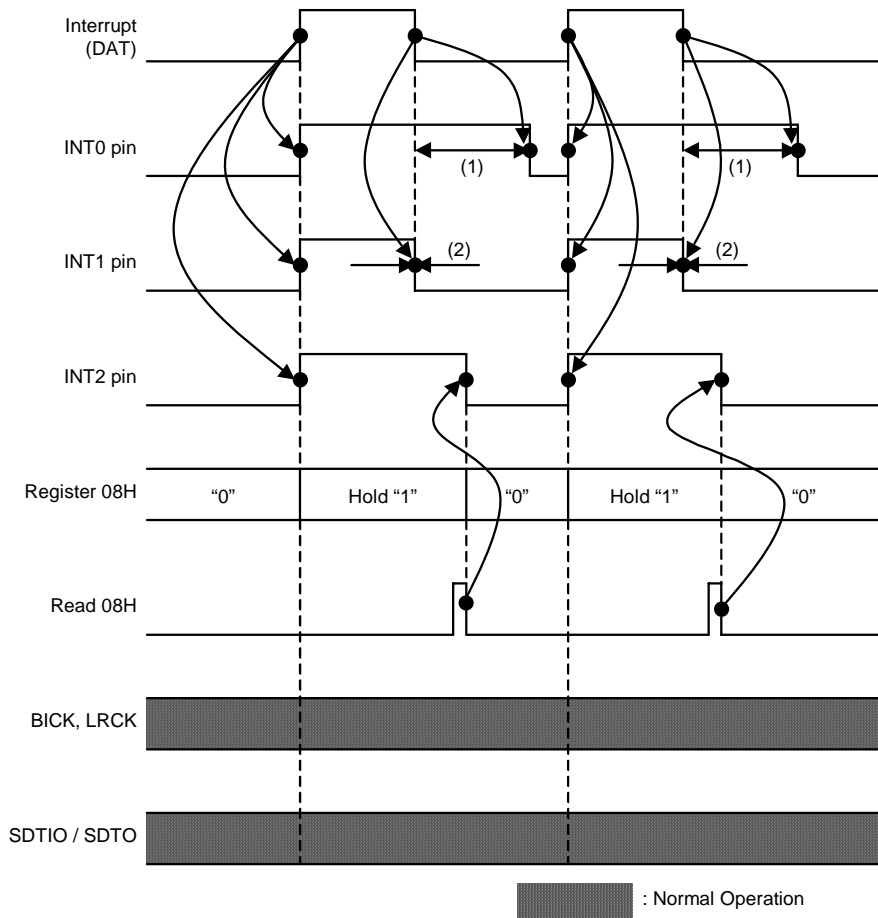 Interrupt
(DAT)
INT0 pin
(1)
(1)
INT1 pin
(2)
(2)
INT2 pin
Register 08H
“0”
Hold “1”
“0”
Hold “1”
“0”
Read 08H
BICK, LRCK
SDTIO / SDTO
: Normal Operation